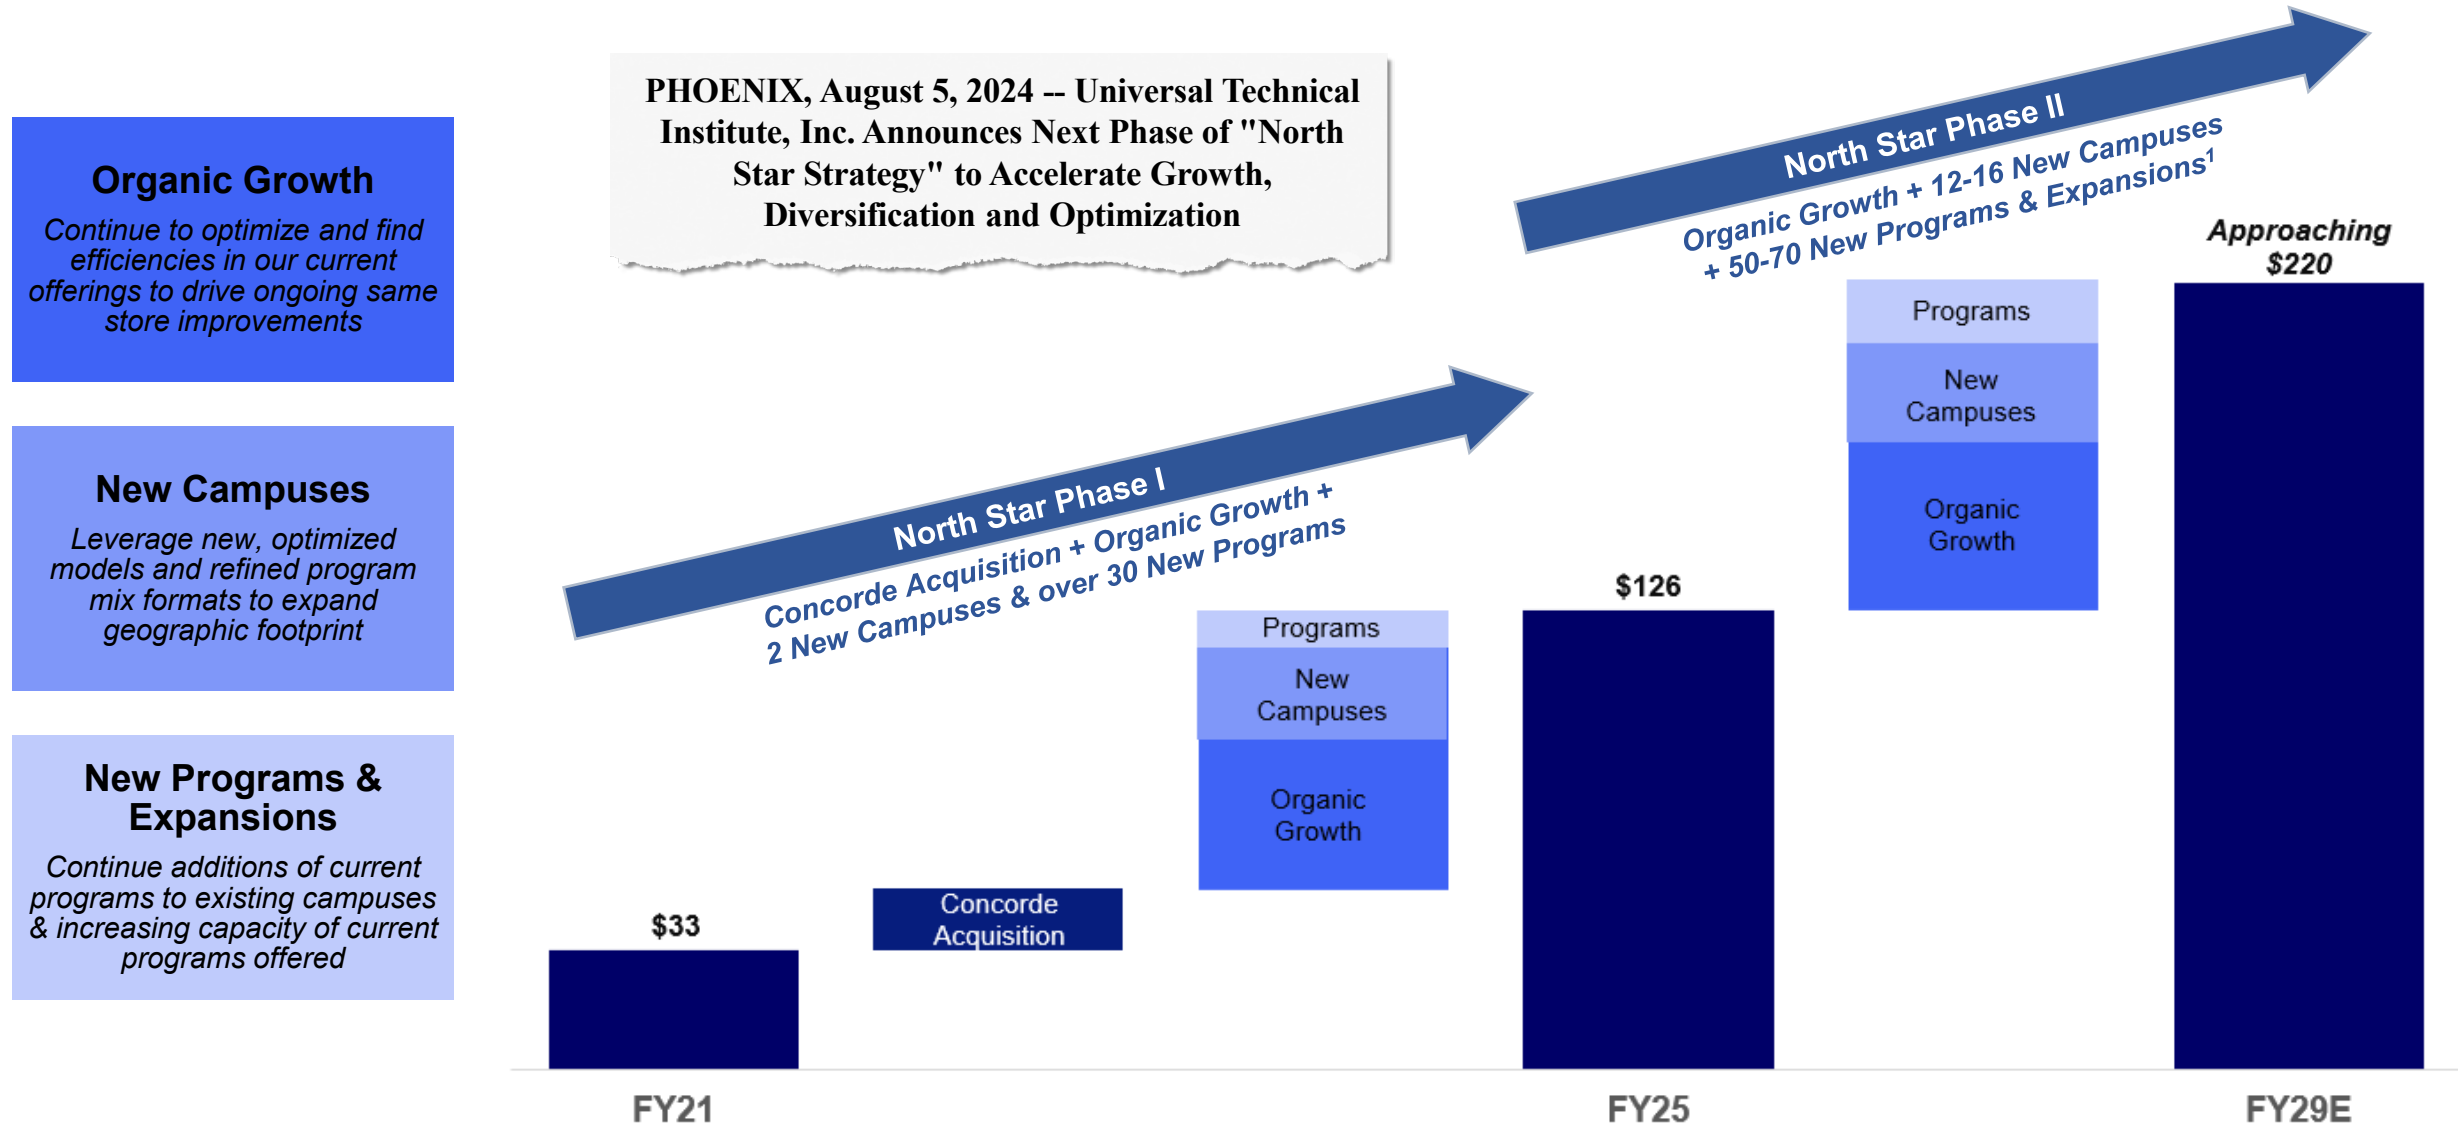 Organic Growth
Continue to optimize and find
efficiencies in our current
offerings to drive ongoing same
store improvements
New Campuses
Leverage new, optimized
models and refined program
mix formats to expand
geographic footprint
New Programs &
Expansions
Continue additions of current
programs to existing campuses
& increasing capacity of current
programs offered
PHOENIX, August 5, 2024 -- Universal Technical
Institute, Inc. Announces Next Phase of "North
Star Strategy" to Accelerate Growth,
Diversification and Optimization
North Star Phase I
Concorde Acquisition + Organic Growth +
2 New Campuses & over 30 New Programs
North Star Phase II
Organic Growth + 12-16 New Campuses
+ 50-70 New Programs & Expansions¹
$33
Concorde
Acquisition
Programs
New
Campuses
Organic
Growth
$126
Programs
New
Campuses
Organic
Growth
Approaching
$220
FY21
FY25
FY29E